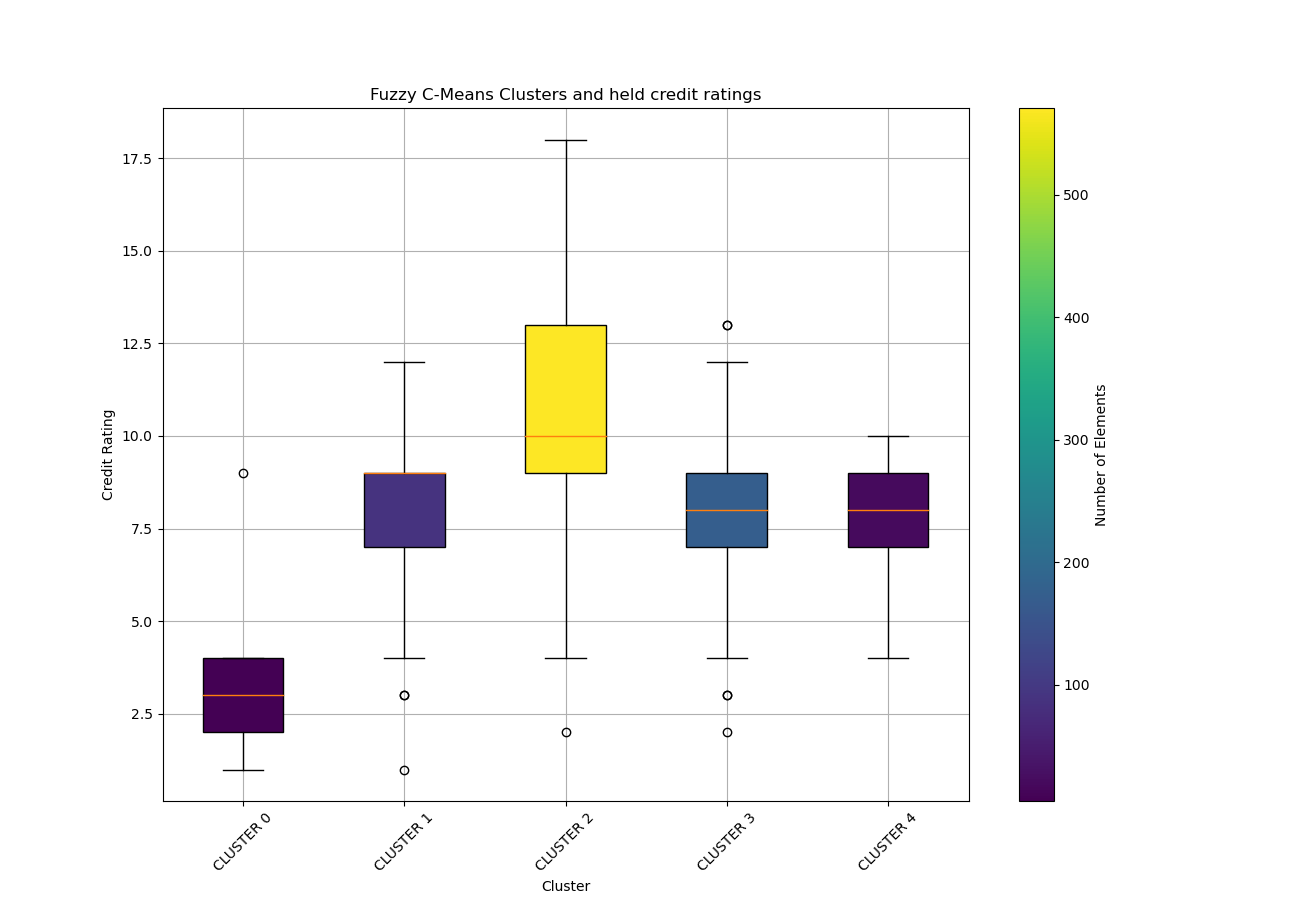 Fuzzy C-Means Clusters and held credit ratings
17.5
15.0
12.5
10.0
7.5
5.0
2.5
Credit Rating
CLUSTER 0
CLUSTER 1
CLUSTER 2
CLUSTER 3
CLUSTER 4
Cluster
500
400
300
200
100
Number of Elements